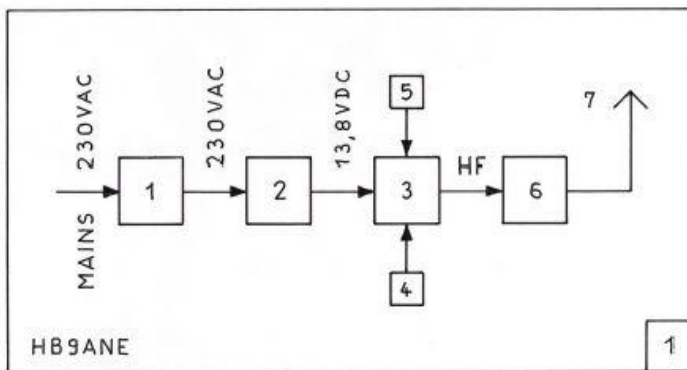 230VAC
MAINS
230VAC
13,8VDC
HF
1
2
3
4
5
6
7
HB9ANE
1